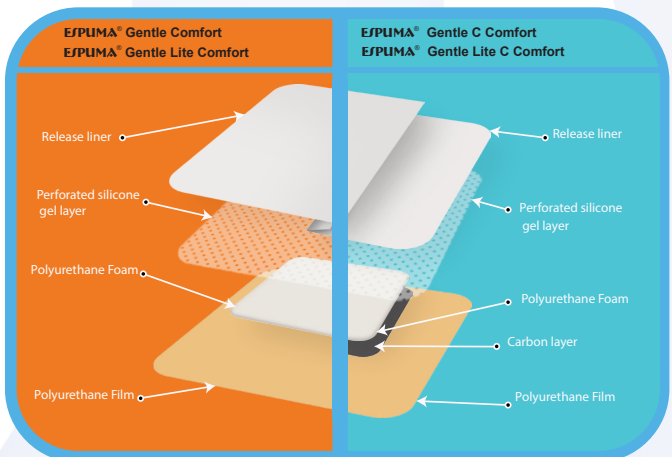 ESPUMA® Gentle Comfort
ESPUMA® Gentle Lite Comfort
Release liner
Perforated silicone
gel layer
Polyurethane Foam
Polyurethane Film
ESPUMA® Gentle C Comfort
ESPUMA® Gentle Lite C Comfort
Release liner
Perforated silicone
gel layer
Polyurethane Foam
Carbon layer
Polyurethane Film